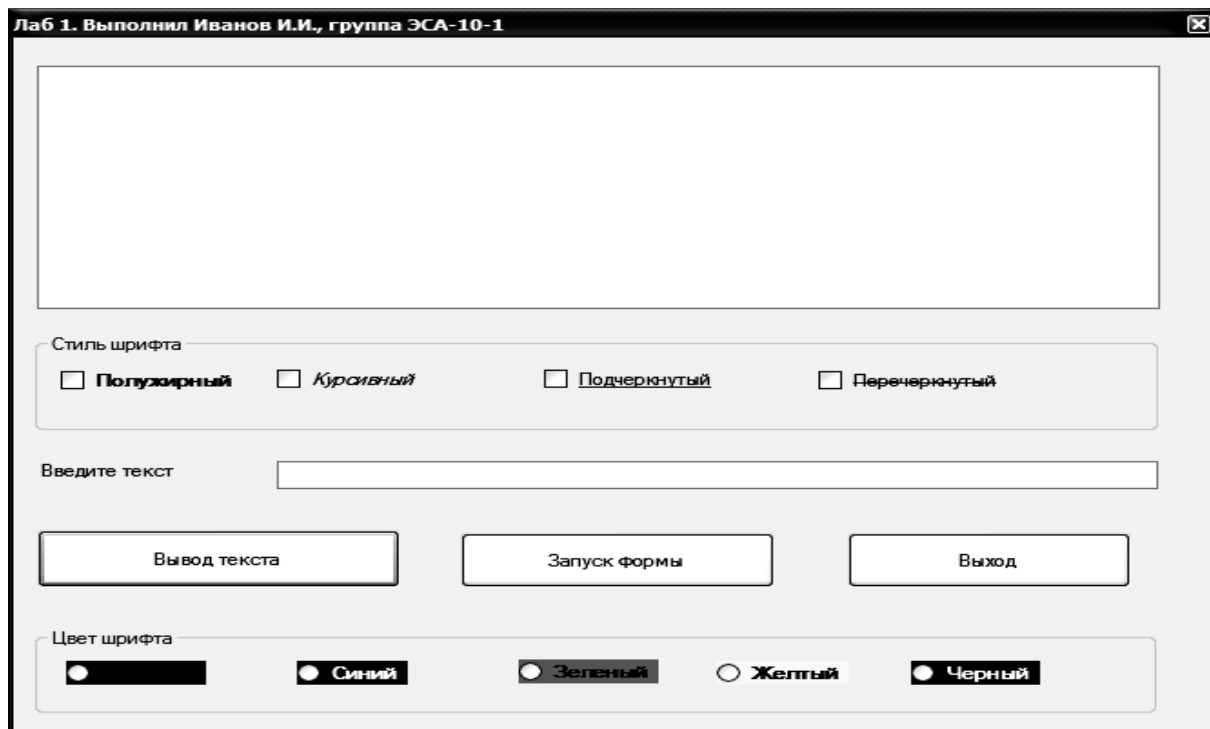 Лаб 1. Выполнил Иванов И.И., группа ЭСА-10-1
Стиль шрифта
Полужирный Курсивный Подчеркнутый Перечеркнутый
Введите текст
Вывод текста Запуск формы Выход
Цвет шрифта
Синий Зеленый Желтый Черный